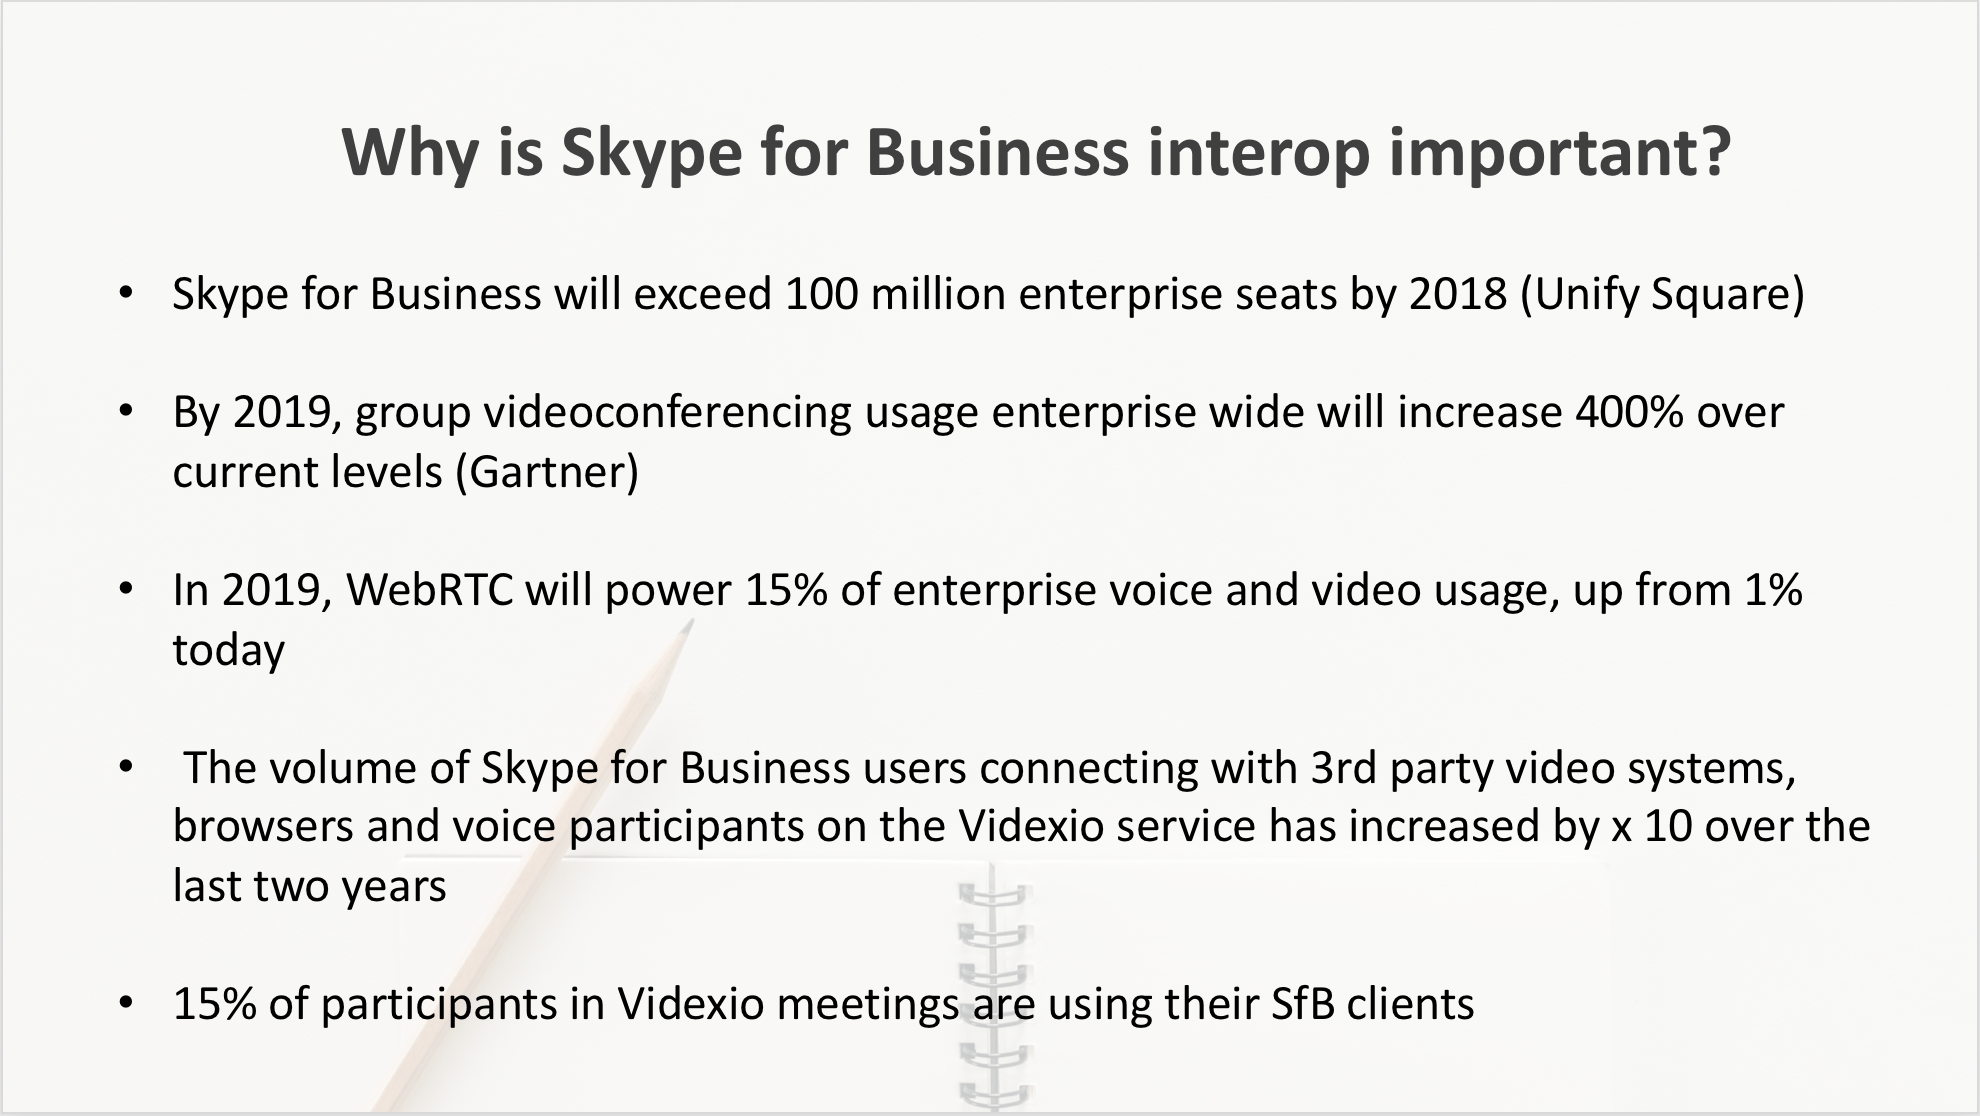 Why is Skype for Business interop important?
• Skype for Business will exceed 100 million enterprise seats by 2018 (Unify Square)
• By 2019, group videoconferencing usage enterprise wide will increase 400% over
current levels (Gartner)
• In 2019, WebRTC will power 15% of enterprise voice and video usage, up from 1%
today
• The volume of Skype for Business users connecting with 3rd party video systems,
browsers and voice participants on the Videxio service has increased by x 10 over the
last two years
• 15% of participants in Videxio meetings are using their SfB clients